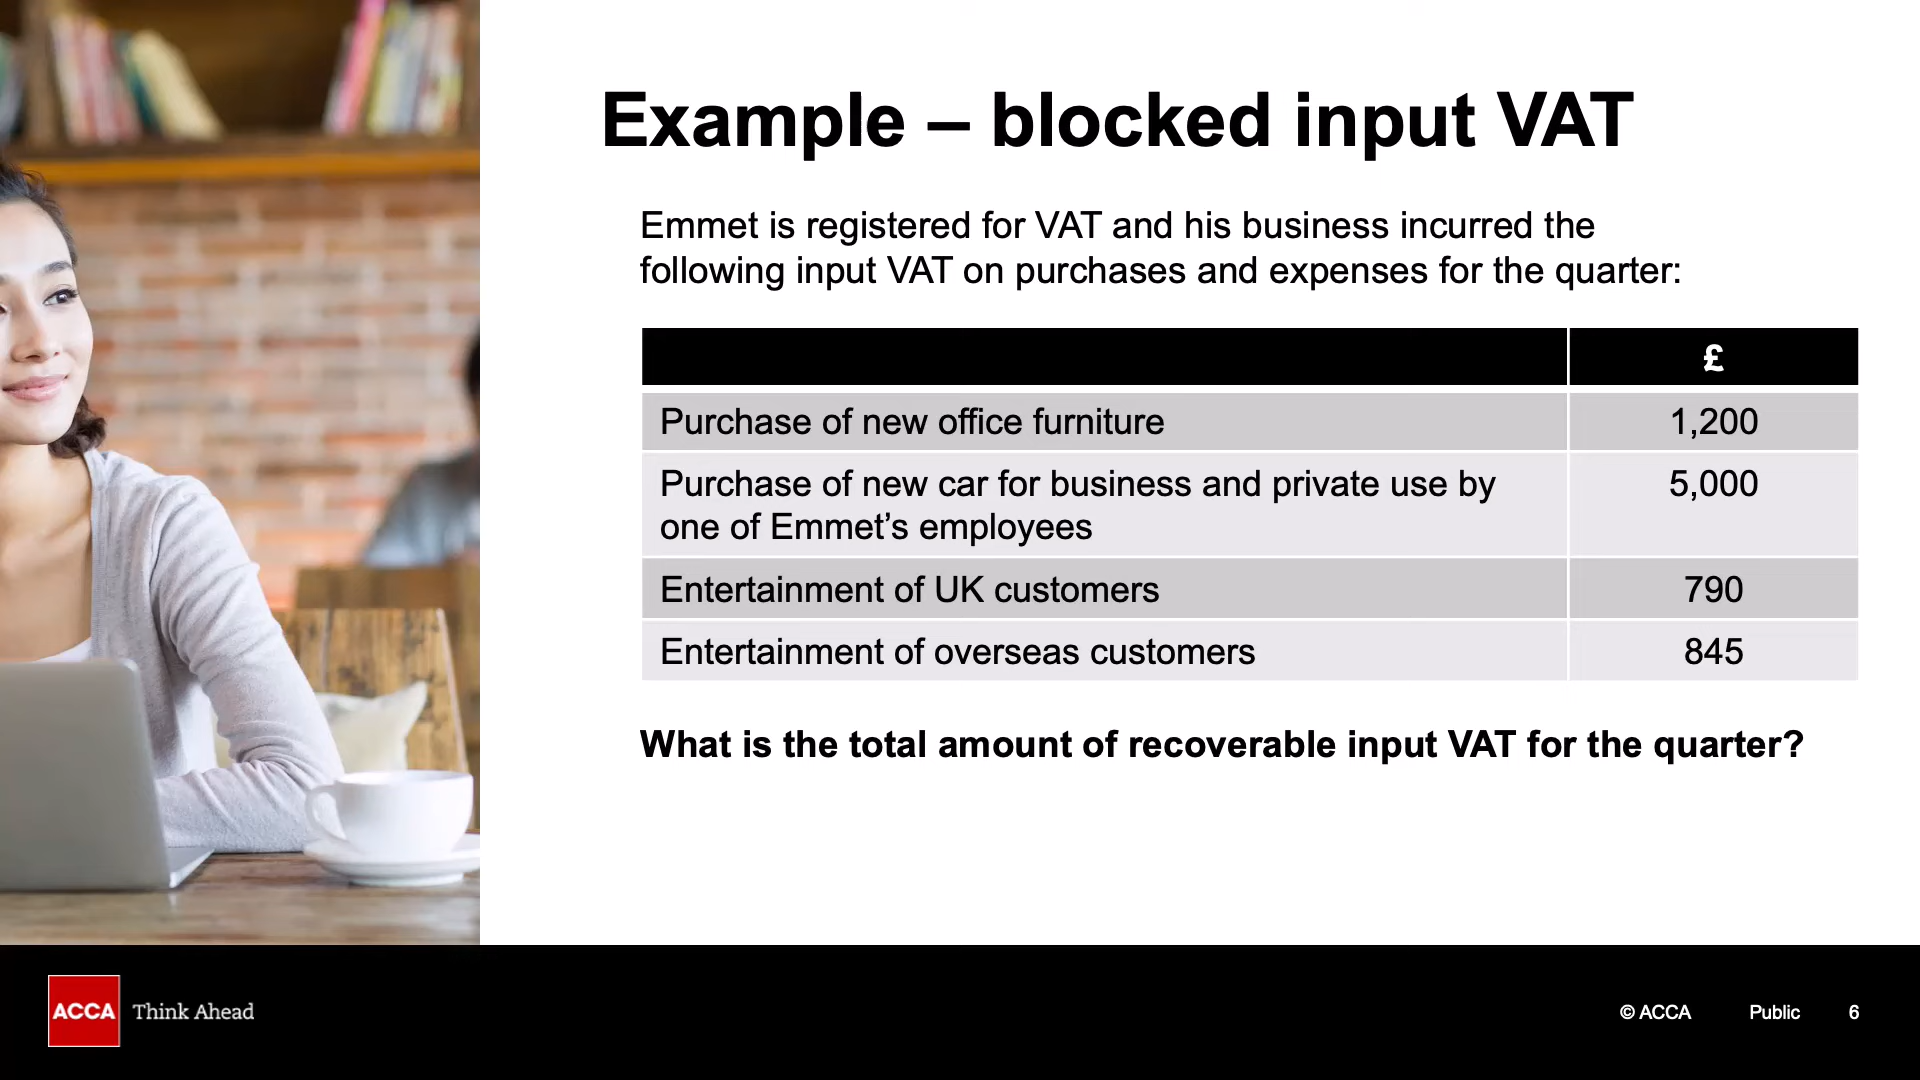 Example – blocked input VAT
Emmet is registered for VAT and his business incurred the
following input VAT on purchases and expenses for the quarter:
£
Purchase of new office furniture 1,200
Purchase of new car for business and private use by 5,000
one of Emmet’s employees
Entertainment of UK customers 790
Entertainment of overseas customers 845
What is the total amount of recoverable input VAT for the quarter?
ACCA Think Ahead © ACCA Public 6